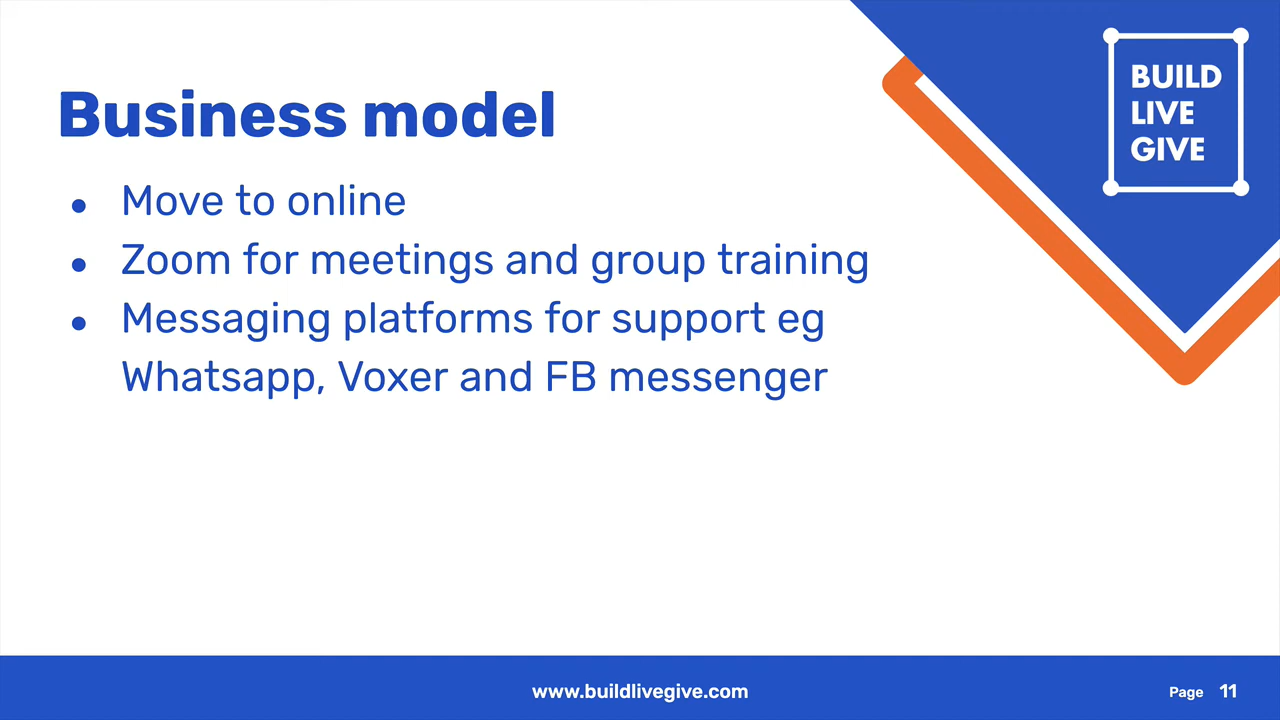 BUILD
LIVE
GIVE
Business model
• Move to online
• Zoom for meetings and group training
• Messaging platforms for support eg
Whatsapp, Voxer and FB messenger
www.buildlivegive.com
Page 11